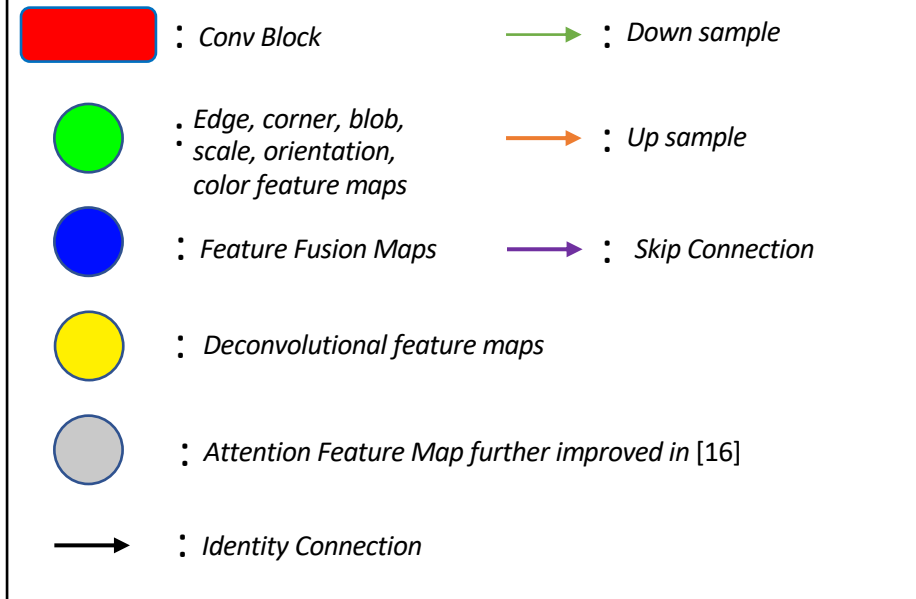 : Conv Block
: Down sample
: Edge, corner, blob,
scale, orientation,
color feature maps
: Up sample
: Feature Fusion Maps
: Skip Connection
: Deconvolutional feature maps
: Attention Feature Map further improved in [16]
: Identity Connection